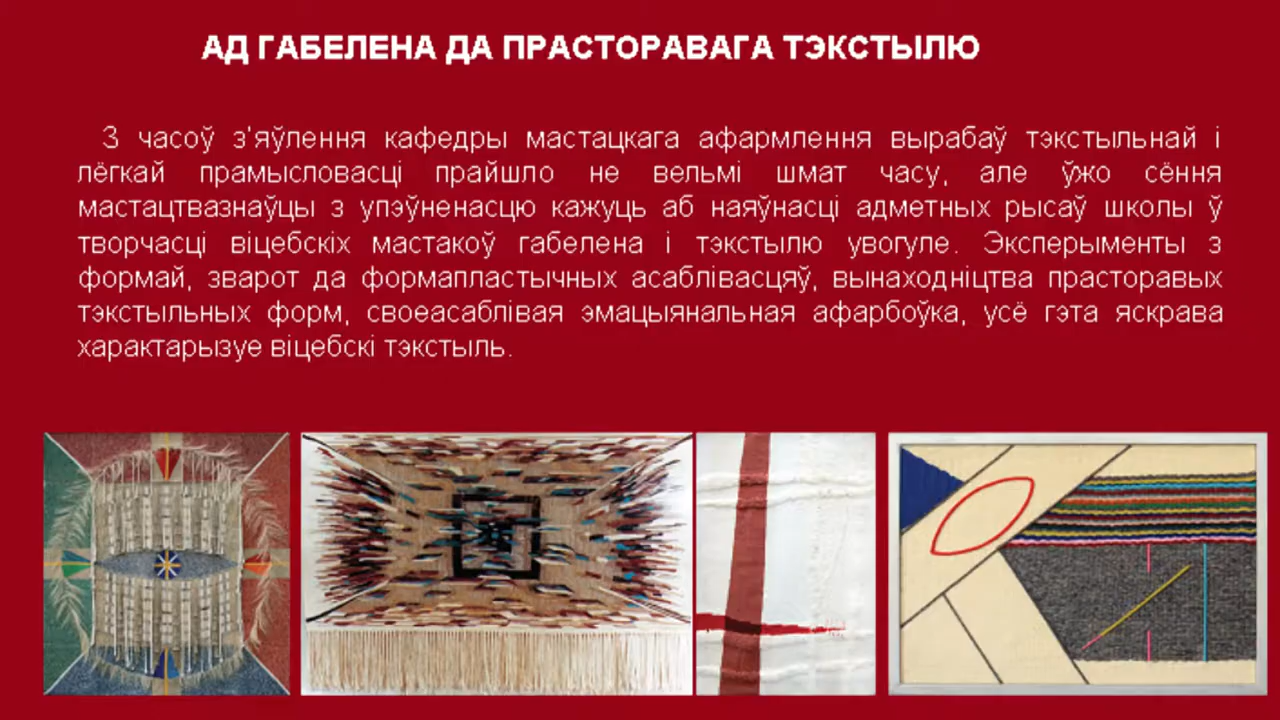 АД ГАБЕЛЕНА ДА ПРАСТОРАВАГА ТЭКСТЫЛЮ
З часоў з'яўлення кафедры мастацкага афармлення вырабаў тэкстыльнай і
лёгкай прамысловасці прайшло не вельмі шмат часу, але ўжо сёння
мастацтвазнаўцы з упэўненасцю кажуць аб наяўнасці адметных рысаў школы ў
творчасці віцебскіх мастакоў габелена і тэкстылю увогуле. Эксперыменты з
формай, зварот да формапластычных асаблівасцяў, вынаходніцтва прасторавых
тэкстыльных форм, своеасаблівая эмацыянальная афарбоўка, усё гэта яскрава
характарызуе віцебскі тэкстыль.